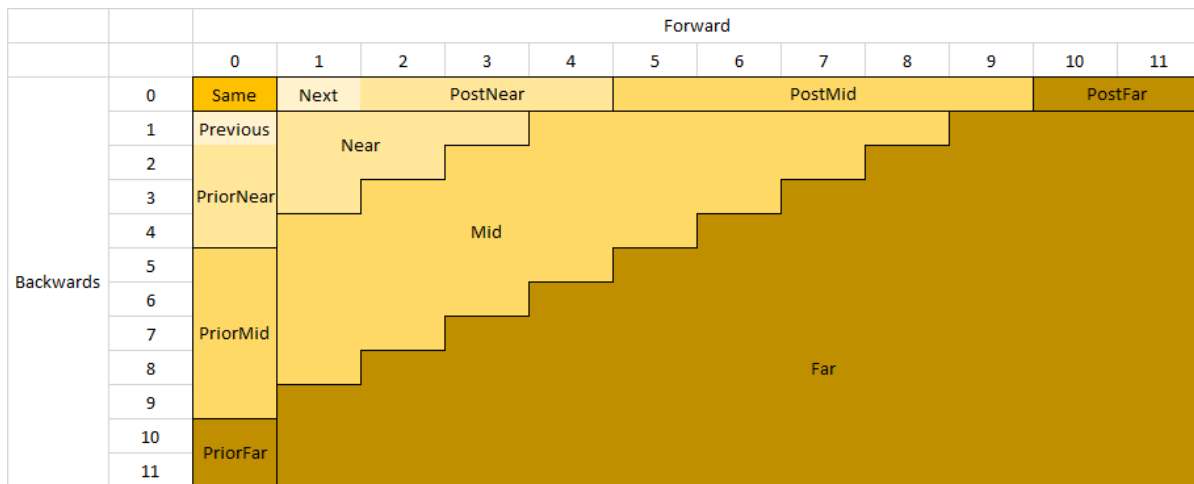 Forward
0 1 2 3 4 5 6 7 8 9 10 11
0 Same Next PostNear PostMid PostFar
1 Previous
Near
2
3 PriorNear
4 Mid
5
Backwards
6
7 PriorMid
8 Far
9
10
PriorFar
11